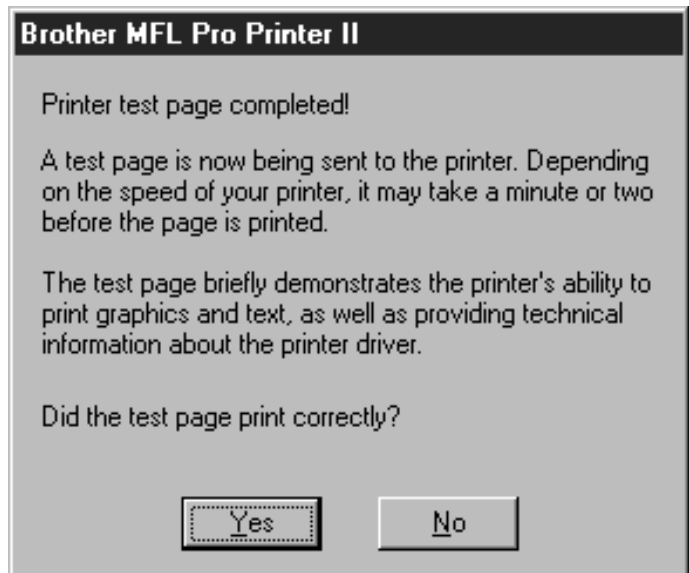 Brother MFL Pro Printer II
Printer test page completed!
A test page is now being sent to the printer. Depending
on the speed of your printer, it may take a minute or two
before the page is printed.
The test page briefly demonstrates the printer's ability to
print graphics and text, as well as providing technical
information about the printer driver.
Did the test page print correctly?
Yes
No